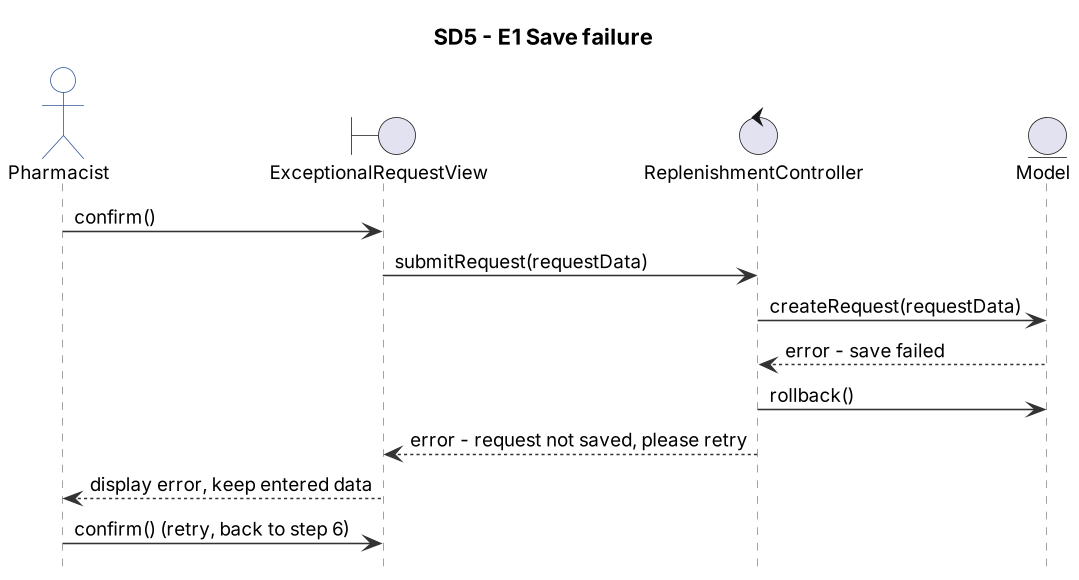 SD5 - E1 Save failure
Pharmacist
ExceptionalRequestView
ReplenishmentController
Model
confirm()
submitRequest(requestData)
createRequest(requestData)
error - save failed
rollback()
error - request not saved, please retry
display error, keep entered data
confirm() (retry, back to step 6)